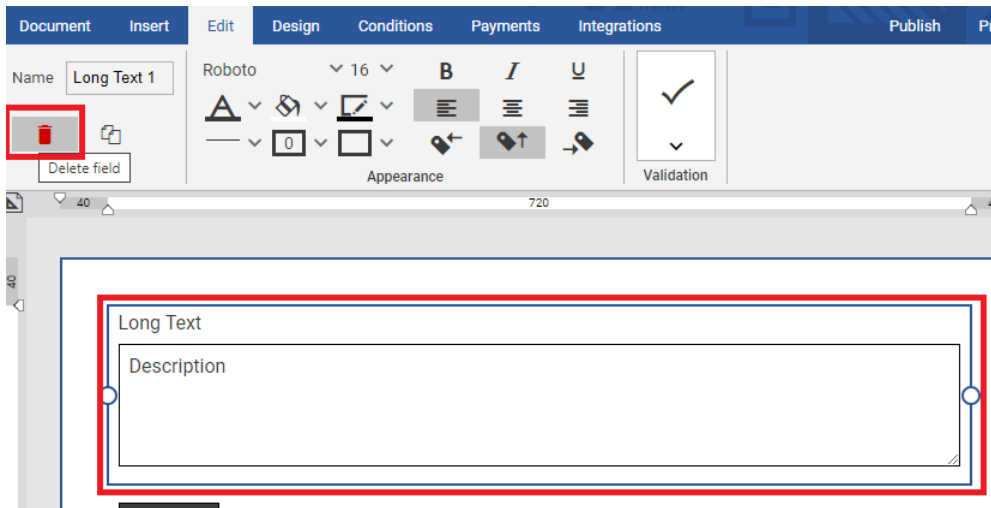 Document Insert Edit Design Conditions Payments Integrations Publish
Name Long Text 1 Roboto 16 B I U
A
0
Delete field
Appearance Validation
40 720
40
Long Text
Description